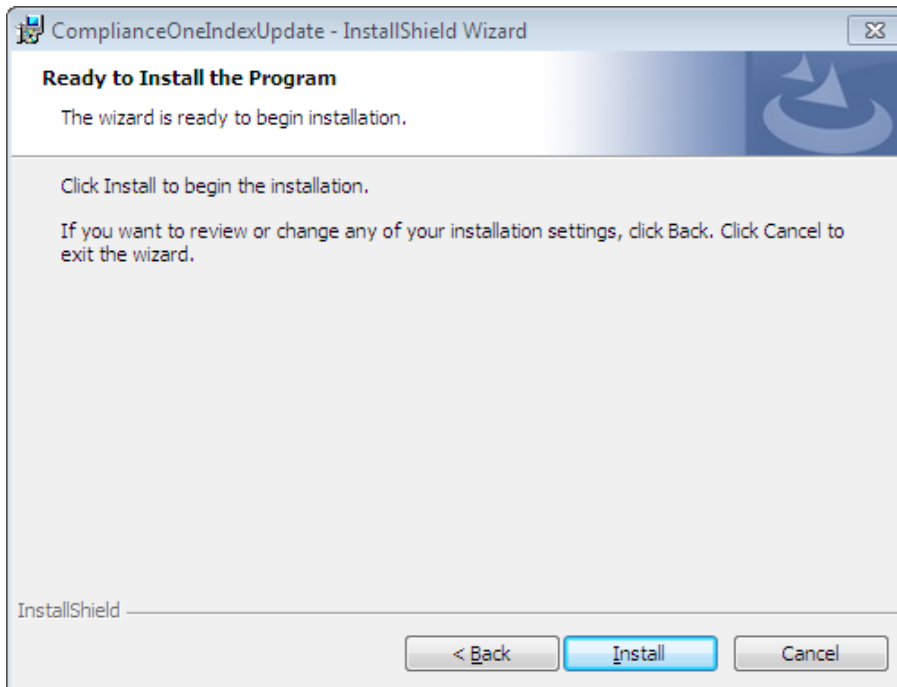 ComplianceOneIndexUpdate - InstallShield Wizard
Ready to Install the Program
The wizard is ready to begin installation.
Click Install to begin the installation.
If you want to review or change any of your installation settings, click Back. Click Cancel to
exit the wizard.
InstallShield
< Back
Install
Cancel